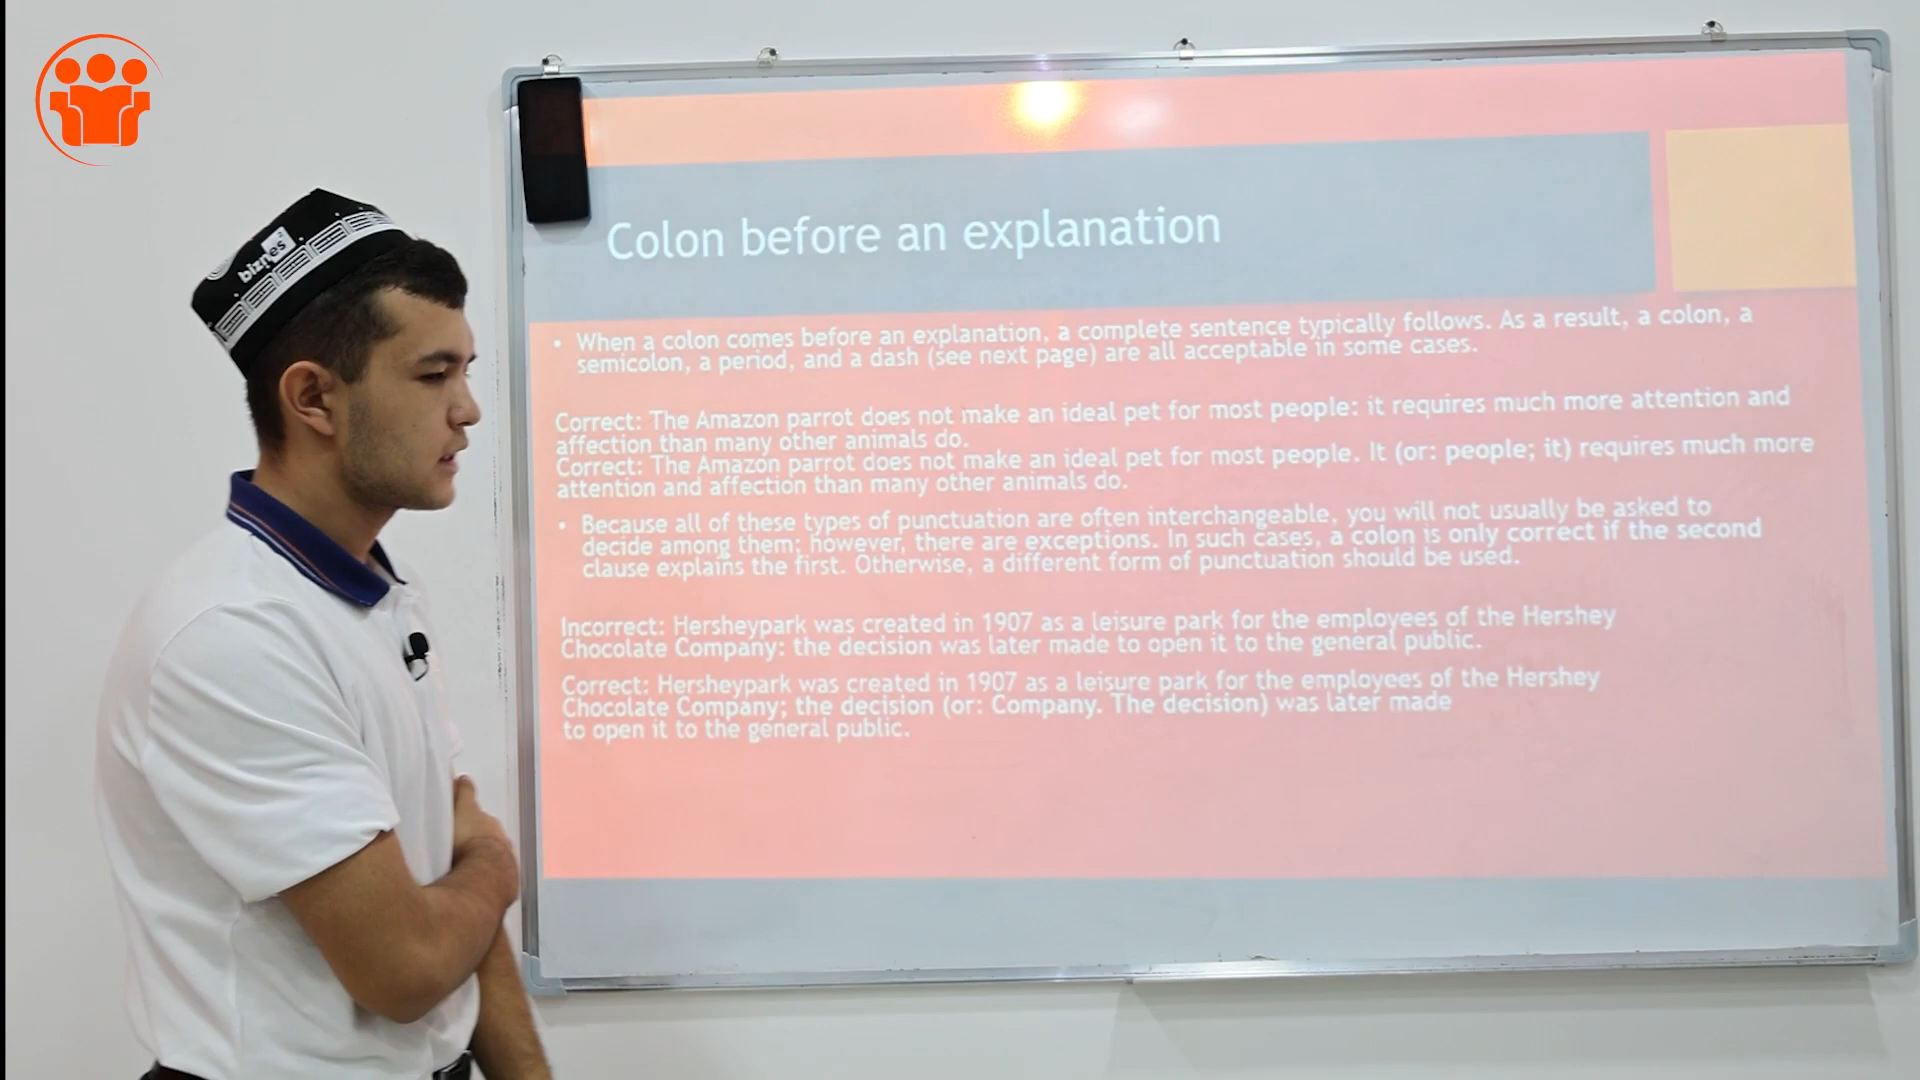 biznes²
Colon before an explanation
• When a colon comes before an explanation, a complete sentence typically follows. As a result, a colon, a
semicolon, a period, and a dash (see next page) are all acceptable in some cases.
Correct: The Amazon parrot does not make an ideal pet for most people: it requires much more attention and
affection than many other animals do.
Correct: The Amazon parrot does not make an ideal pet for most people. It (or: people; it) requires much more
attention and affection than many other animals do.
• Because all of these types of punctuation are often interchangeable, you will not usually be asked to
decide among them; however, there are exceptions. In such cases, a colon is only correct if the second
clause explains the first. Otherwise, a different form of punctuation should be used.
Incorrect: Hersheypark was created in 1907 as a leisure park for the employees of the Hershey
Chocolate Company: the decision was later made to open it to the general public.
Correct: Hersheypark was created in 1907 as a leisure park for the employees of the Hershey
Chocolate Company; the decision (or: Company. The decision) was later made
to open it to the general public.